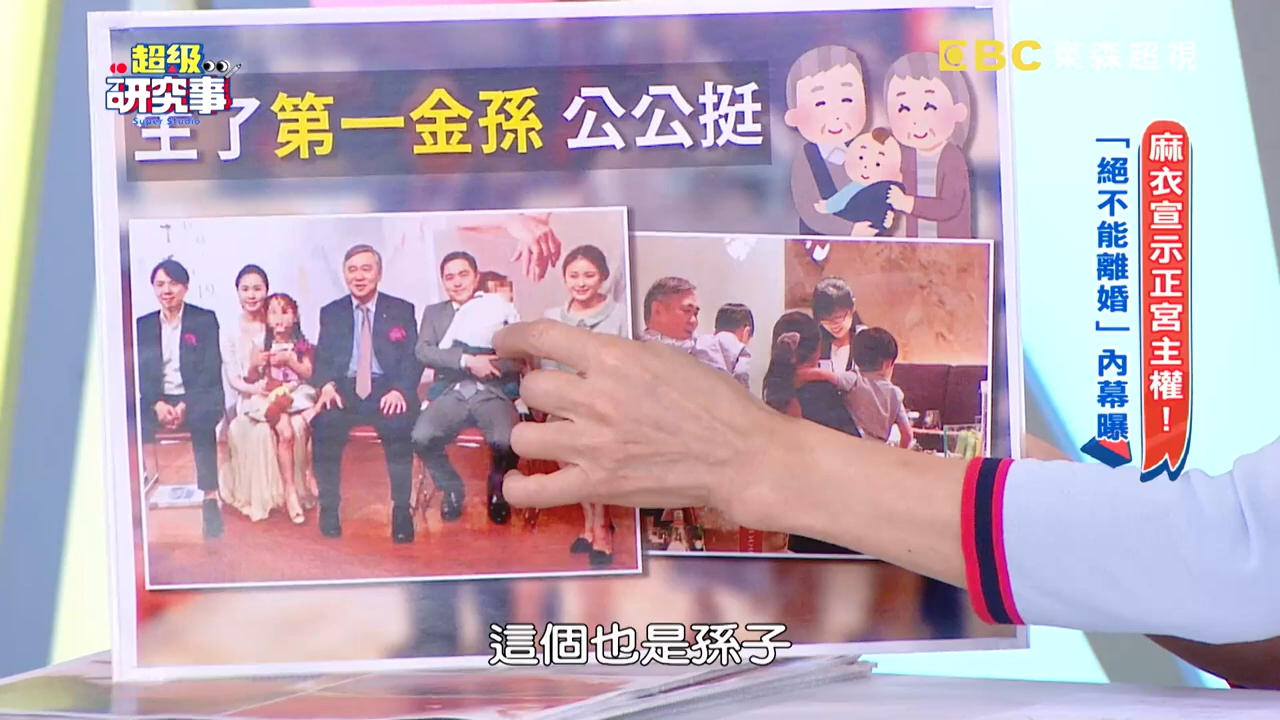 超級
研究事
Super Studio
EBC 東森超視
生了第一金孫 公公挺
麻衣宣示正宮主權！
「絕不能離婚」內幕曝
這個也是孫子